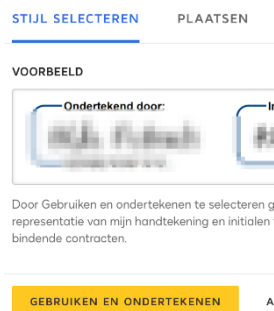 STIJL SELECTEREN PLAATSEN
VOORBEELD
Ondertekend door:
Door Gebruiken en ondertekenen te selecteren
representatie van mijn handtekening en initialen
bindende contracten.
GEBRUIKEN EN ONDERTEKENEN